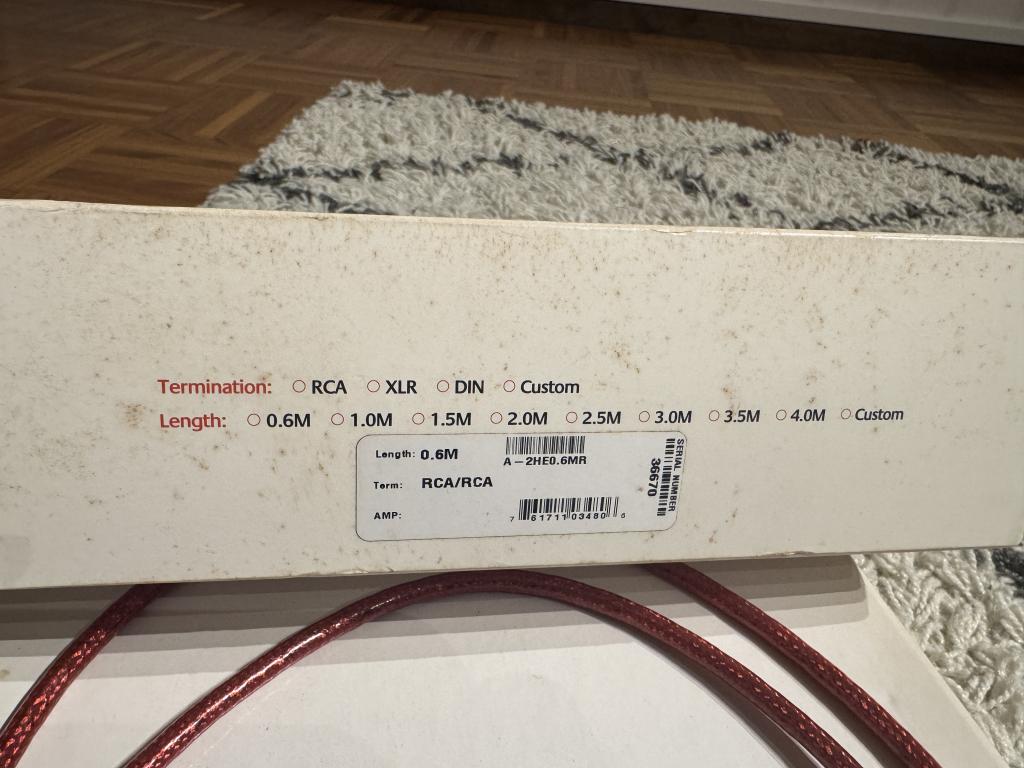 Termination: ○ RCA ○ XLR ○ DIN ○ Custom
Length: ○ 0.6M ○ 1.0M ○ 1.5M ○ 2.0M ○ 2.5M ○ 3.0M ○ 3.5M ○ 4.0M ○ Custom
Length: 0.6M
A-2HE0.6MR
Term: RCA/RCA
AMP:
7 61711 03480 6
SERIAL NUMBER
36670